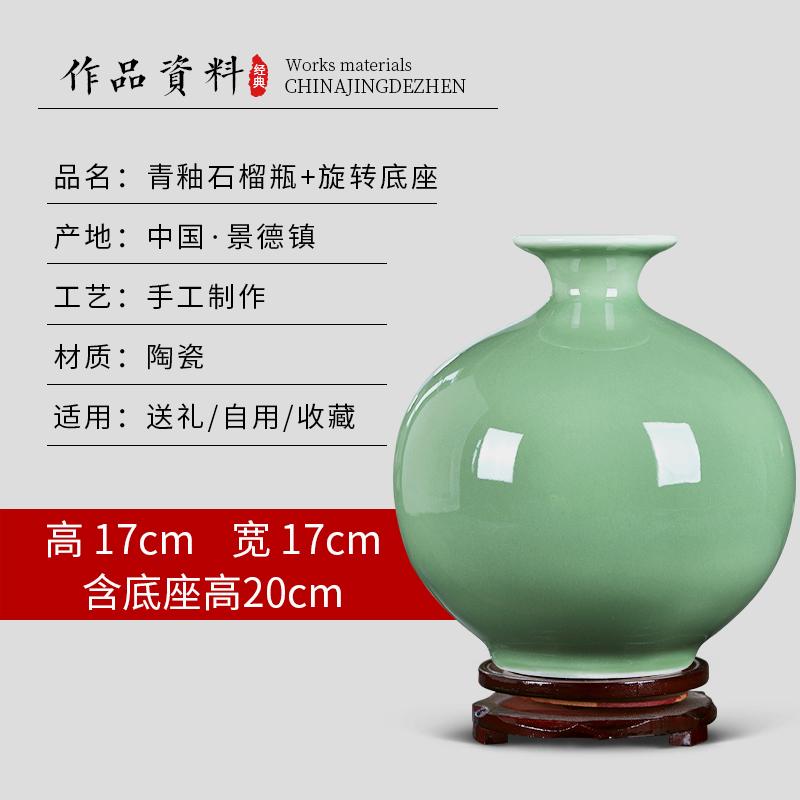 作品資料
经典
Works materials
CHINAJINGDEZHEN
品名：青釉石榴瓶+旋转底座
产地：中国·景德镇
工艺：手工制作
材质：陶瓷
适用：送礼/自用/收藏
高 17cm 宽 17cm
含底座高20cm